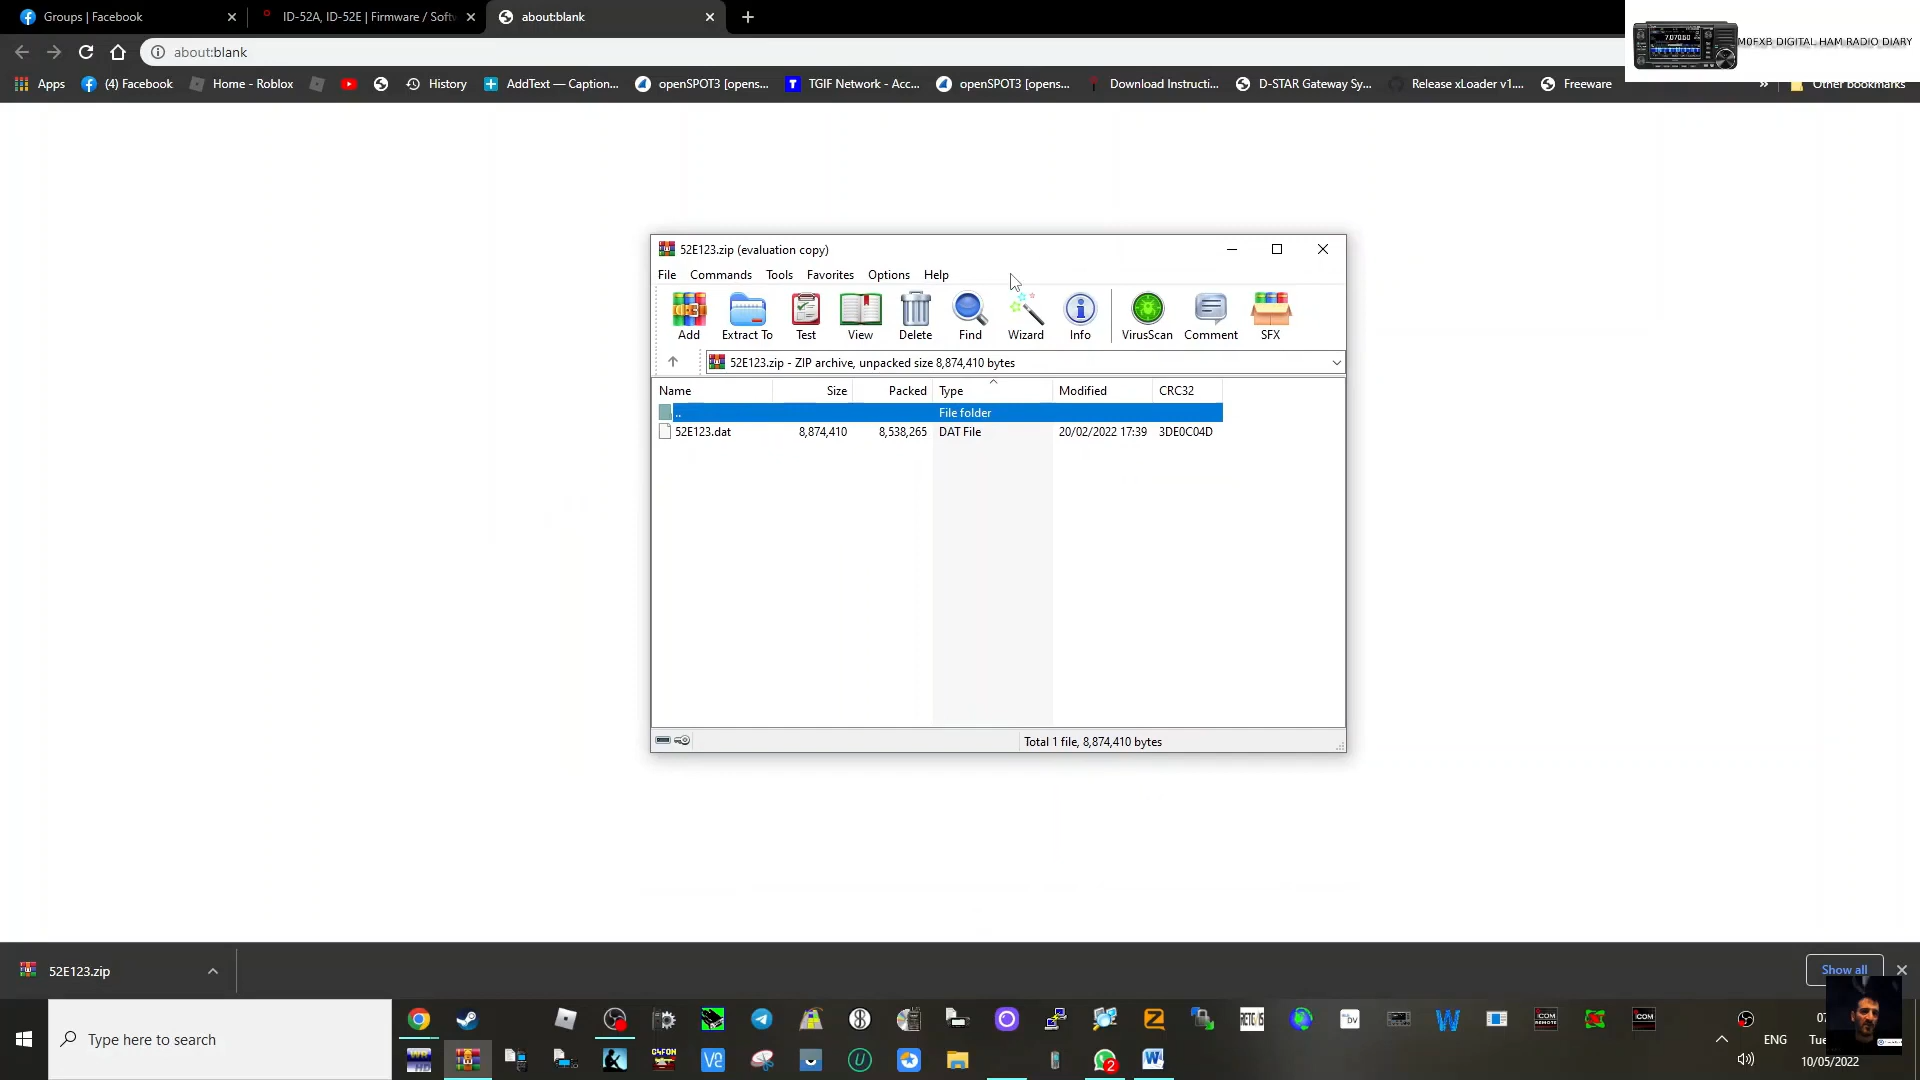 Groups | Facebook
ID-52A, ID-52E | Firmware / Softw
about:blank
about:blank
M0FXB DIGITAL HAM RADIO DIARY
Apps
(4) Facebook
Home - Roblox
History
AddText — Caption...
openSPOT3 [opens...
TGIF Network - Acc...
openSPOT3 [opens...
Download Instructi...
D-STAR Gateway Sy...
Release xLoader v1....
Freeware
»
Other bookmarks
52E123.zip (evaluation copy)
File Commands Tools Favorites Options Help
Add Extract To Test View Delete Find Wizard Info VirusScan Comment SFX
52E123.zip - ZIP archive, unpacked size 8,874,410 bytes
Name Size Packed Type Modified CRC32
.. File folder
52E123.dat 8,874,410 8,538,265 DAT File 20/02/2022 17:39 3DE0C04D
Total 1 file, 8,874,410 bytes
52E123.zip
Show all
Type here to search
ENG
07
Tue
10/05/2022